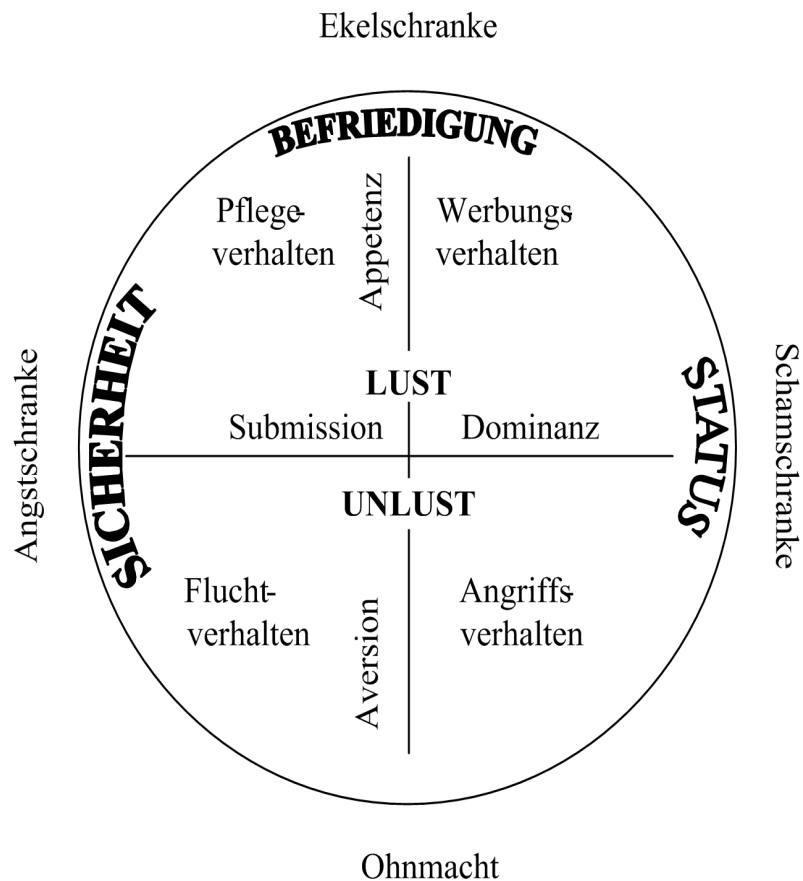 Ekelschranke
BEFRIEDIGUNG
Pflege-
verhalten
Appetenz
Werbungs-
verhalten
SICHERHEIT
Angstschranke
LUST
STATUS
Schamschranke
Submission
Dominanz
UNLUST
Flucht-
verhalten
Aversion
Angriffs-
verhalten
Ohnmacht